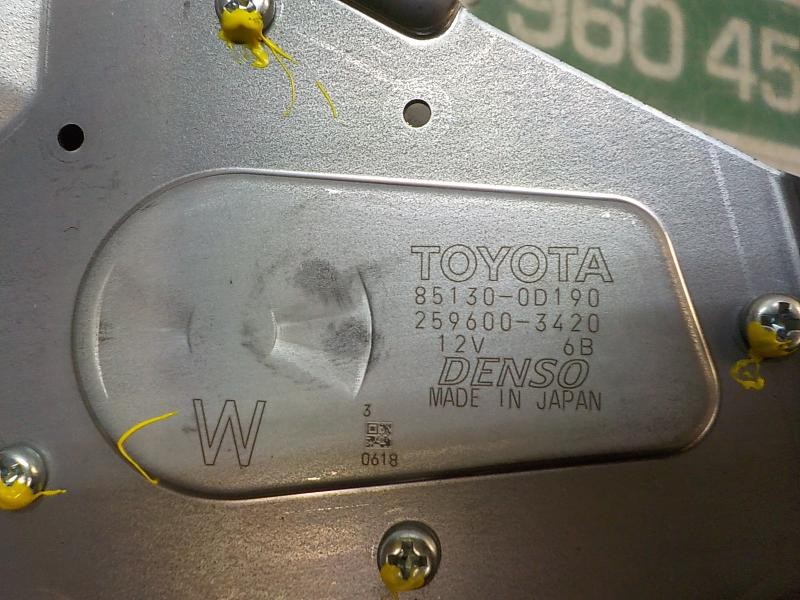 960 45
TOYOTA
85130-0D190
259600-3420
12V 6B
DENSO
MADE IN JAPAN
W
3
0618